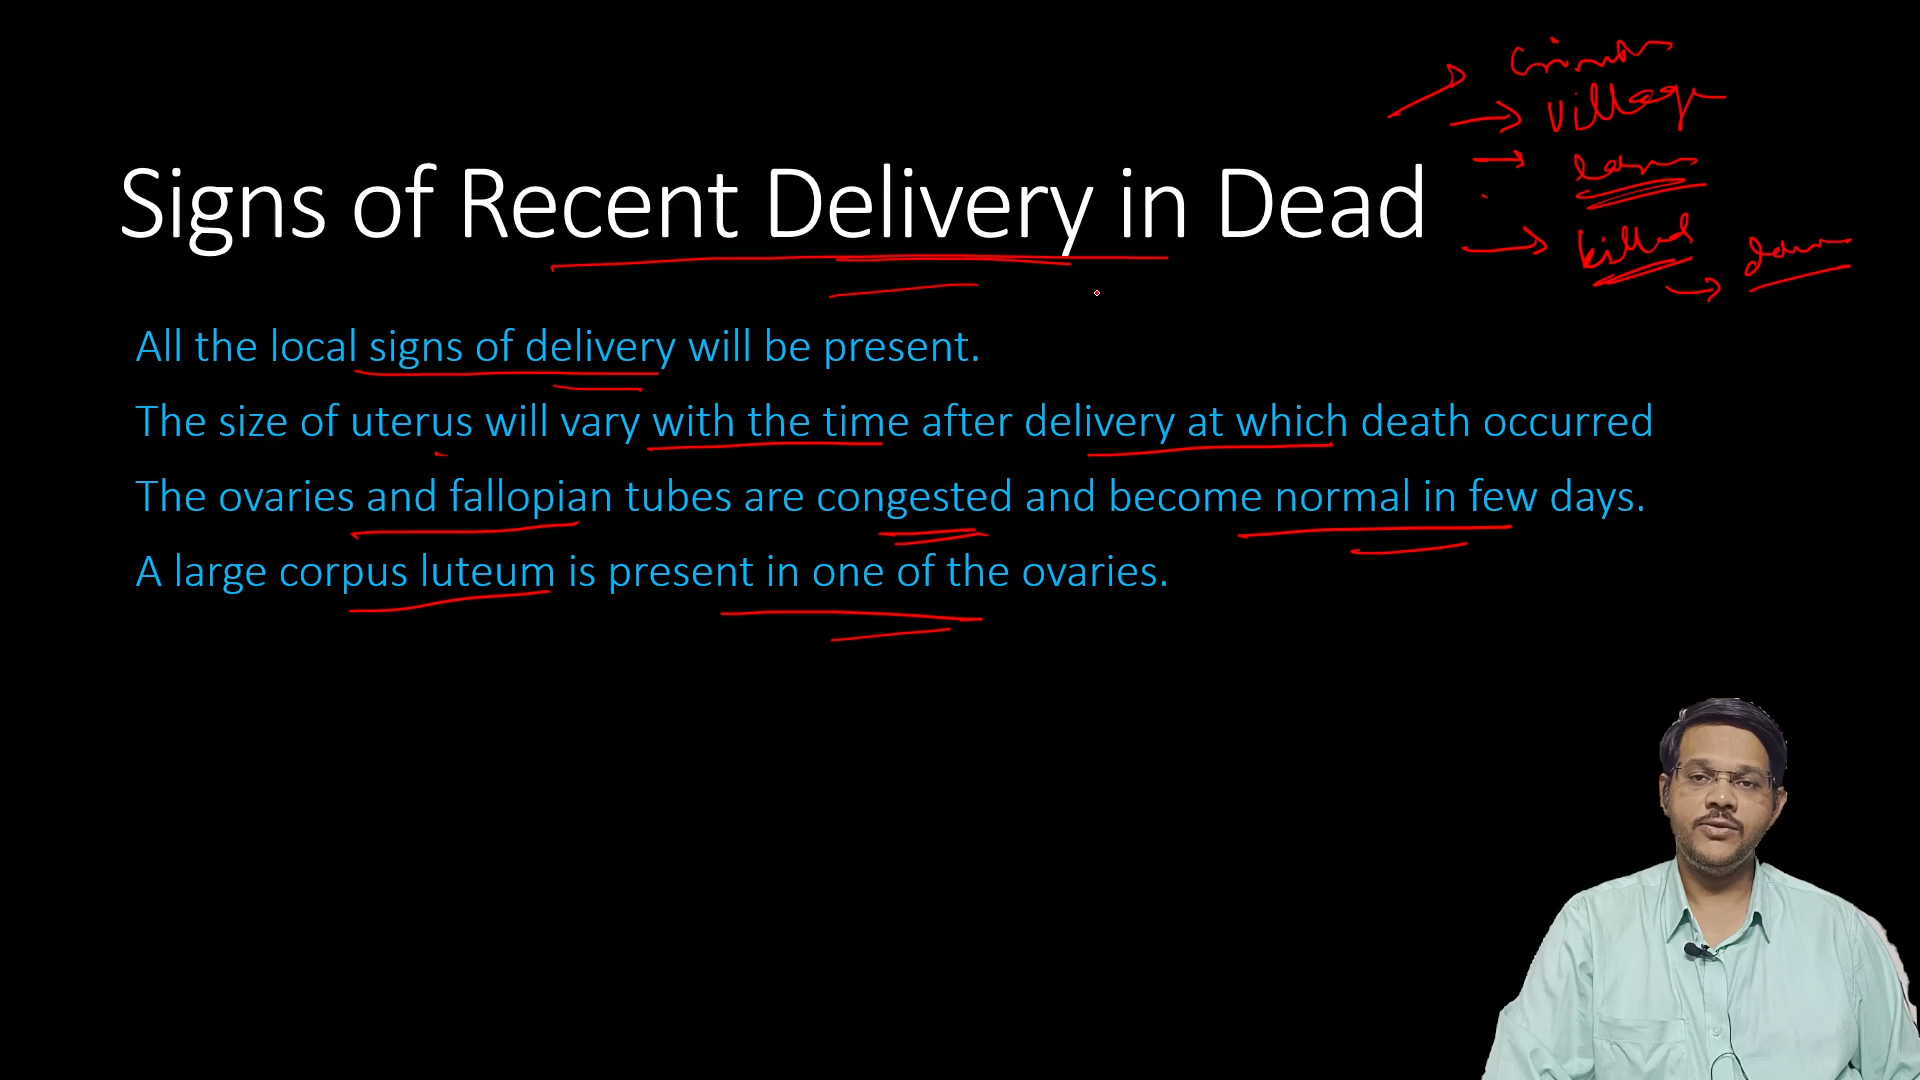 Signs of Recent Delivery in Dead
village
killed
All the local signs of delivery will be present.
The size of uterus will vary with the time after delivery at which death occurred
The ovaries and fallopian tubes are congested and become normal in few days.
A large corpus luteum is present in one of the ovaries.